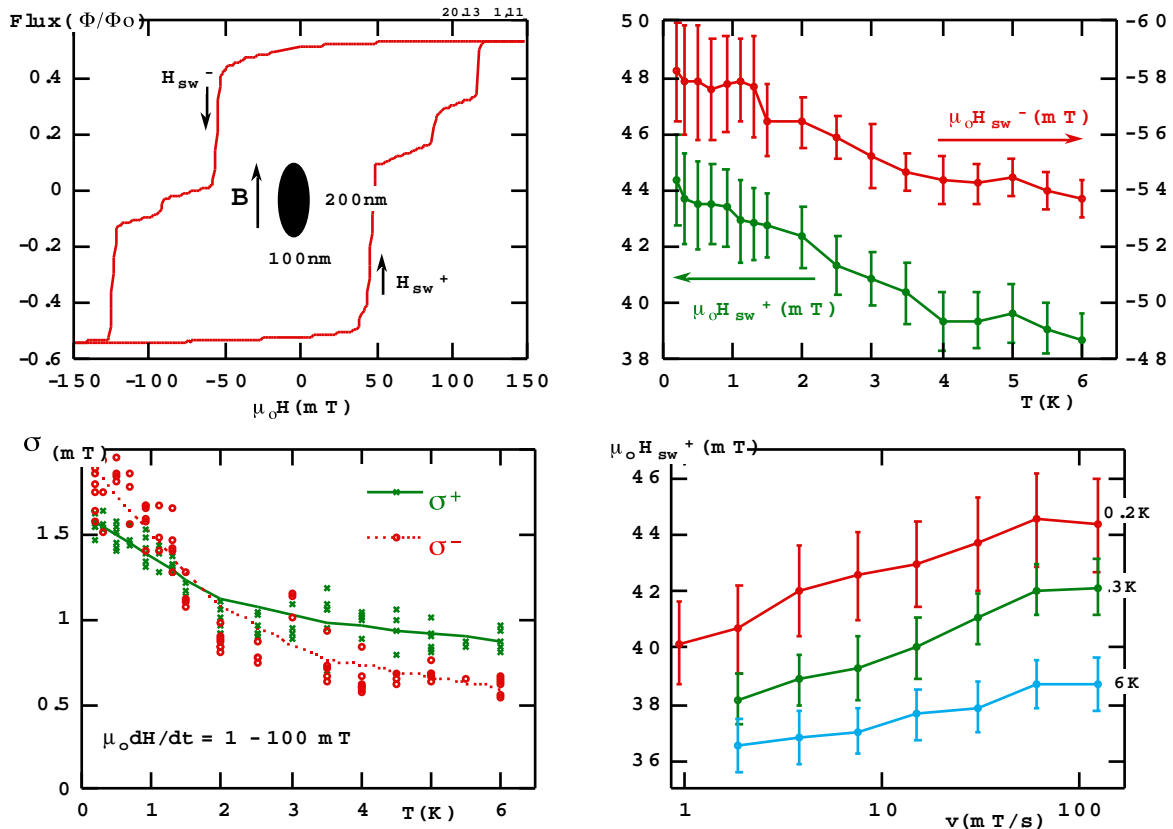 Flux(Φ/Φo)
20.13 1.11
0.4
0.2
0
-0.2
-0.4
-0.6
-150
-100
-50
0
50
100
150
μoH(mT)
Hsw-
B
200nm
100nm
Hsw+
50
48
46
44
42
40
38
-60
-58
-56
-54
-52
-50
-48
μoHsw-(mT)
μoHsw+(mT)
0
1
2
3
4
5
6
T(K)
σ (mT)
1.5
1
0.5
0
σ+
σ-
μodH/dt = 1 - 100 mT
0
1
2
3
4
5
6
T(K)
μoHsw+(mT)
46
44
42
40
38
36
0.2K
3K
6K
1
10
100
v(mT/s)